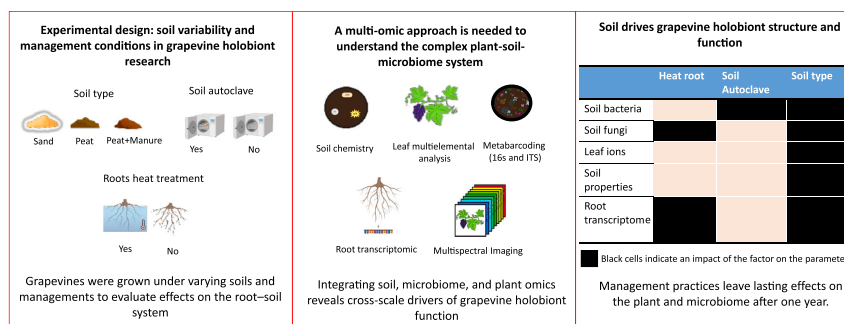 Experimental design: soil variability and
management conditions in grapevine holobiont
research
Soil type
Soil autoclave
Sand
Peat
Peat+Manure
Yes
No
Roots heat treatment
Yes
No
Grapevines were grown under varying soils and
managements to evaluate effects on the root–soil
system
A multi-omic approach is needed to
understand the complex plant-soil-
microbiome system
Soil chemistry
Leaf multielemental
analysis
Metabarcoding
(16s and ITS)
Root transcriptomic
Multispectral Imaging
Integrating soil, microbiome, and plant omics
reveals cross-scale drivers of grapevine holobiont
function
Soil drives grapevine holobiont structure and
function
Heat root
Soil
Autoclave
Soil type
Soil bacteria
Soil fungi
Leaf ions
Soil
properties
Root
transcriptome
Black cells indicate an impact of the factor on the paramete
Management practices leave lasting effects on
the plant and microbiome after one year.